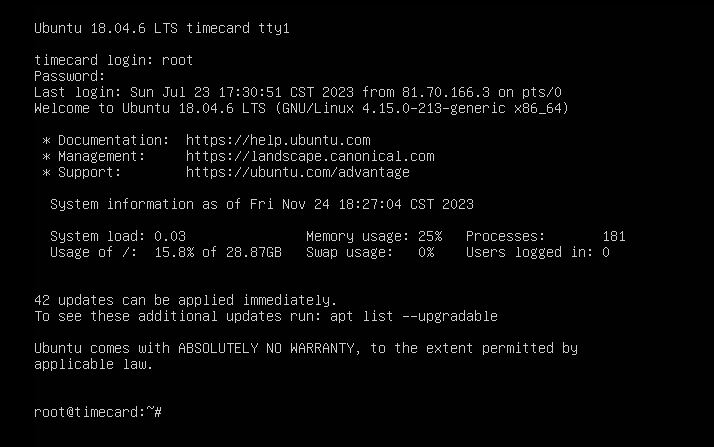 Ubuntu 18.04.6 LTS timecard tty1
timecard login: root
Password:
Last login: Sun Jul 23 17:30:51 CST 2023 from 81.70.166.3 on pts/0
Welcome to Ubuntu 18.04.6 LTS (GNU/Linux 4.15.0-213-generic x86_64)
* Documentation:  https://help.ubuntu.com
* Management:     https://landscape.canonical.com
* Support:        https://ubuntu.com/advantage
System information as of Fri Nov 24 18:27:04 CST 2023
System load: 0.03               Memory usage: 25%   Processes:       181
Usage of /:  15.8% of 28.87GB   Swap usage:   0%    Users logged in: 0
42 updates can be applied immediately.
To see these additional updates run: apt list --upgradable
Ubuntu comes with ABSOLUTELY NO WARRANTY, to the extent permitted by
applicable law.
root@timecard:~#